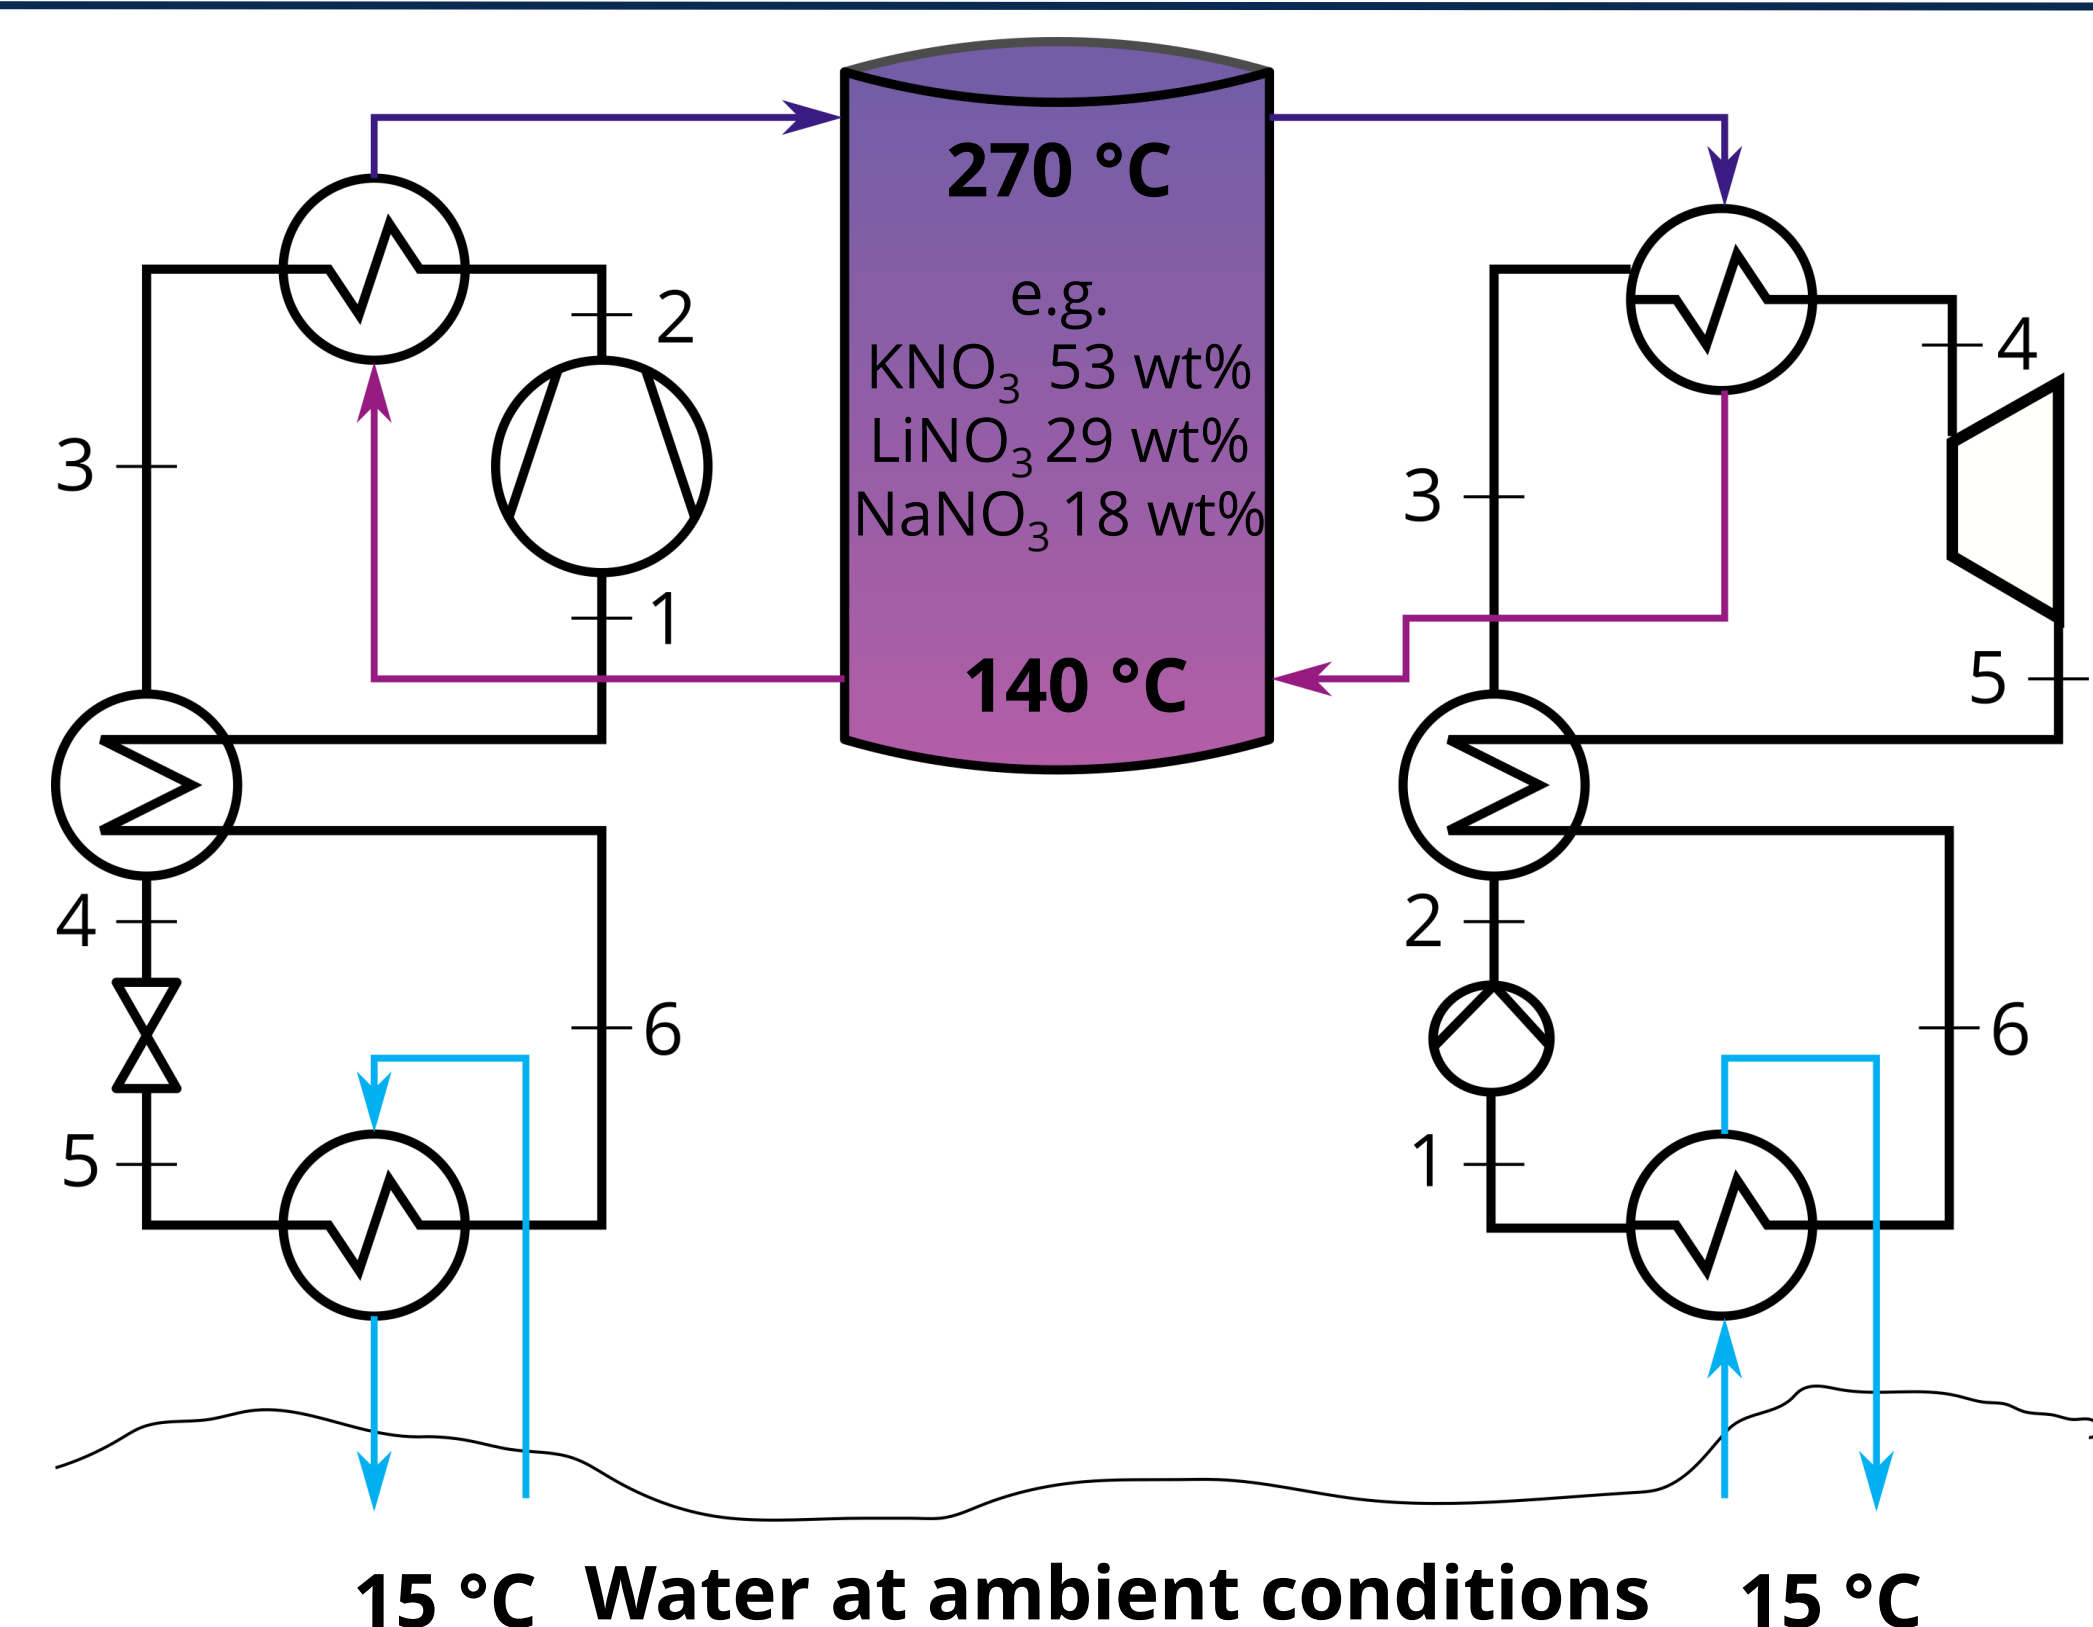 270 °C
e.g.
KNO₃ 53 wt%
LiNO₃ 29 wt%
NaNO₃ 18 wt%
140 °C
2
3
1
4
6
5
4
3
5
2
6
1
15 °C
Water at ambient conditions
15 °C